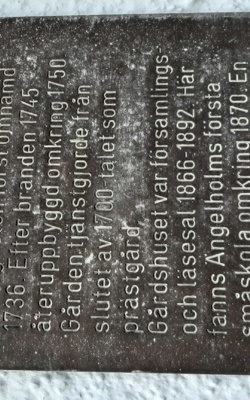 1736. Efter branden 1745
återuppbyggd omkring 1750
Gården tjänstgjorde från
slutet av 1700-talet som
prästgård.
Gårdshuset var församlings-
och läsesal 1866-1892. Här
fanns Ängelholms första
småskola omkring 1870. En